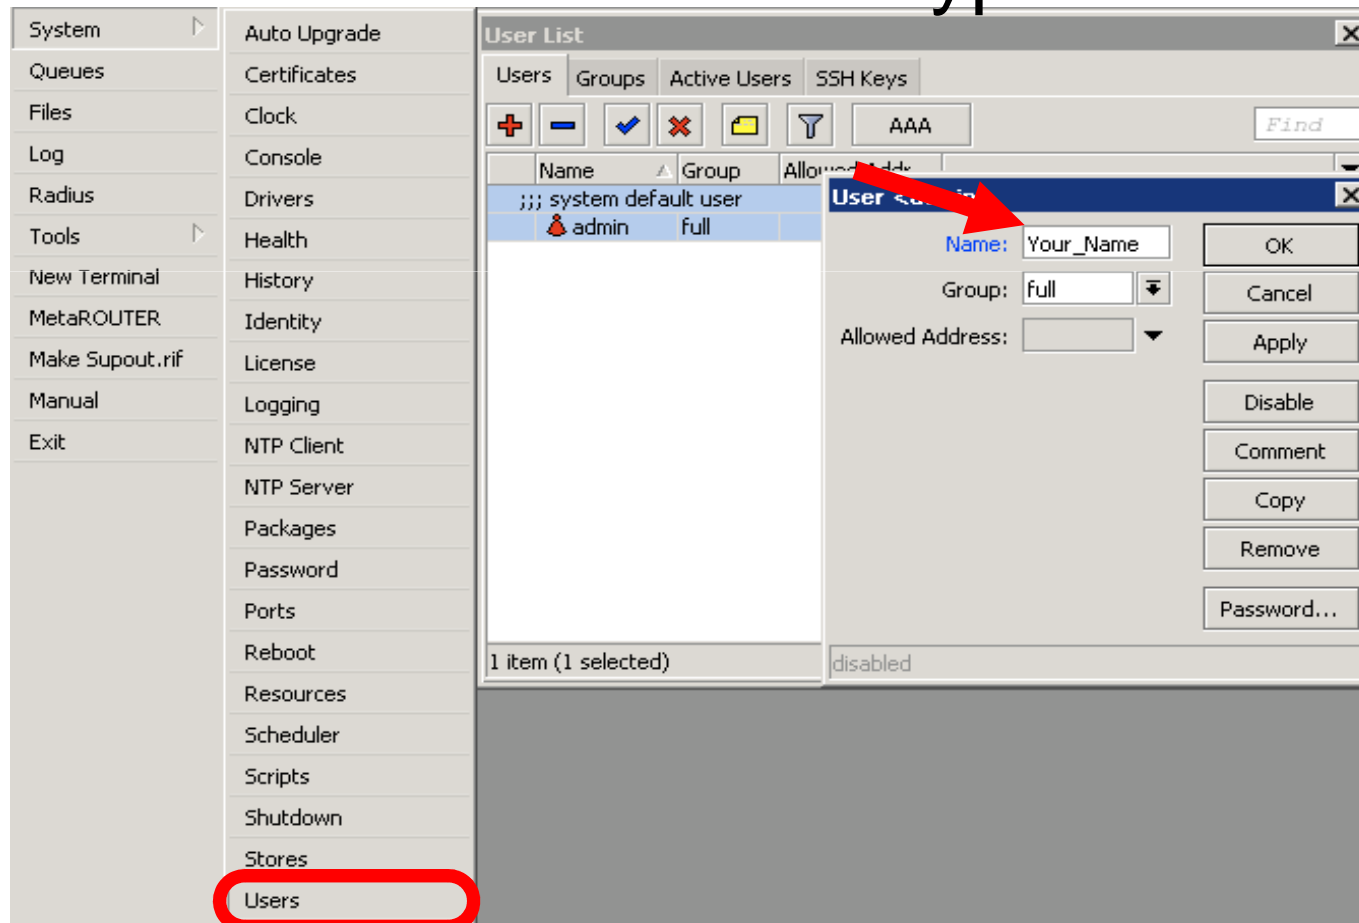 System
Queues
Files
Log
Radius
Tools
New Terminal
MetaROUTER
Make Supout.rif
Manual
Exit
Auto Upgrade
Certificates
Clock
Console
Drivers
Health
History
Identity
License
Logging
NTP Client
NTP Server
Packages
Password
Ports
Reboot
Resources
Scheduler
Scripts
Shutdown
Stores
Users
User List
Users Groups Active Users SSH Keys
AAA Find
Name Group Allowed Addr...
;;; system default user
admin full
1 item (1 selected)
User
Name: Your_Name
Group: full
Allowed Address:
OK
Cancel
Apply
Disable
Comment
Copy
Remove
Password...
disabled